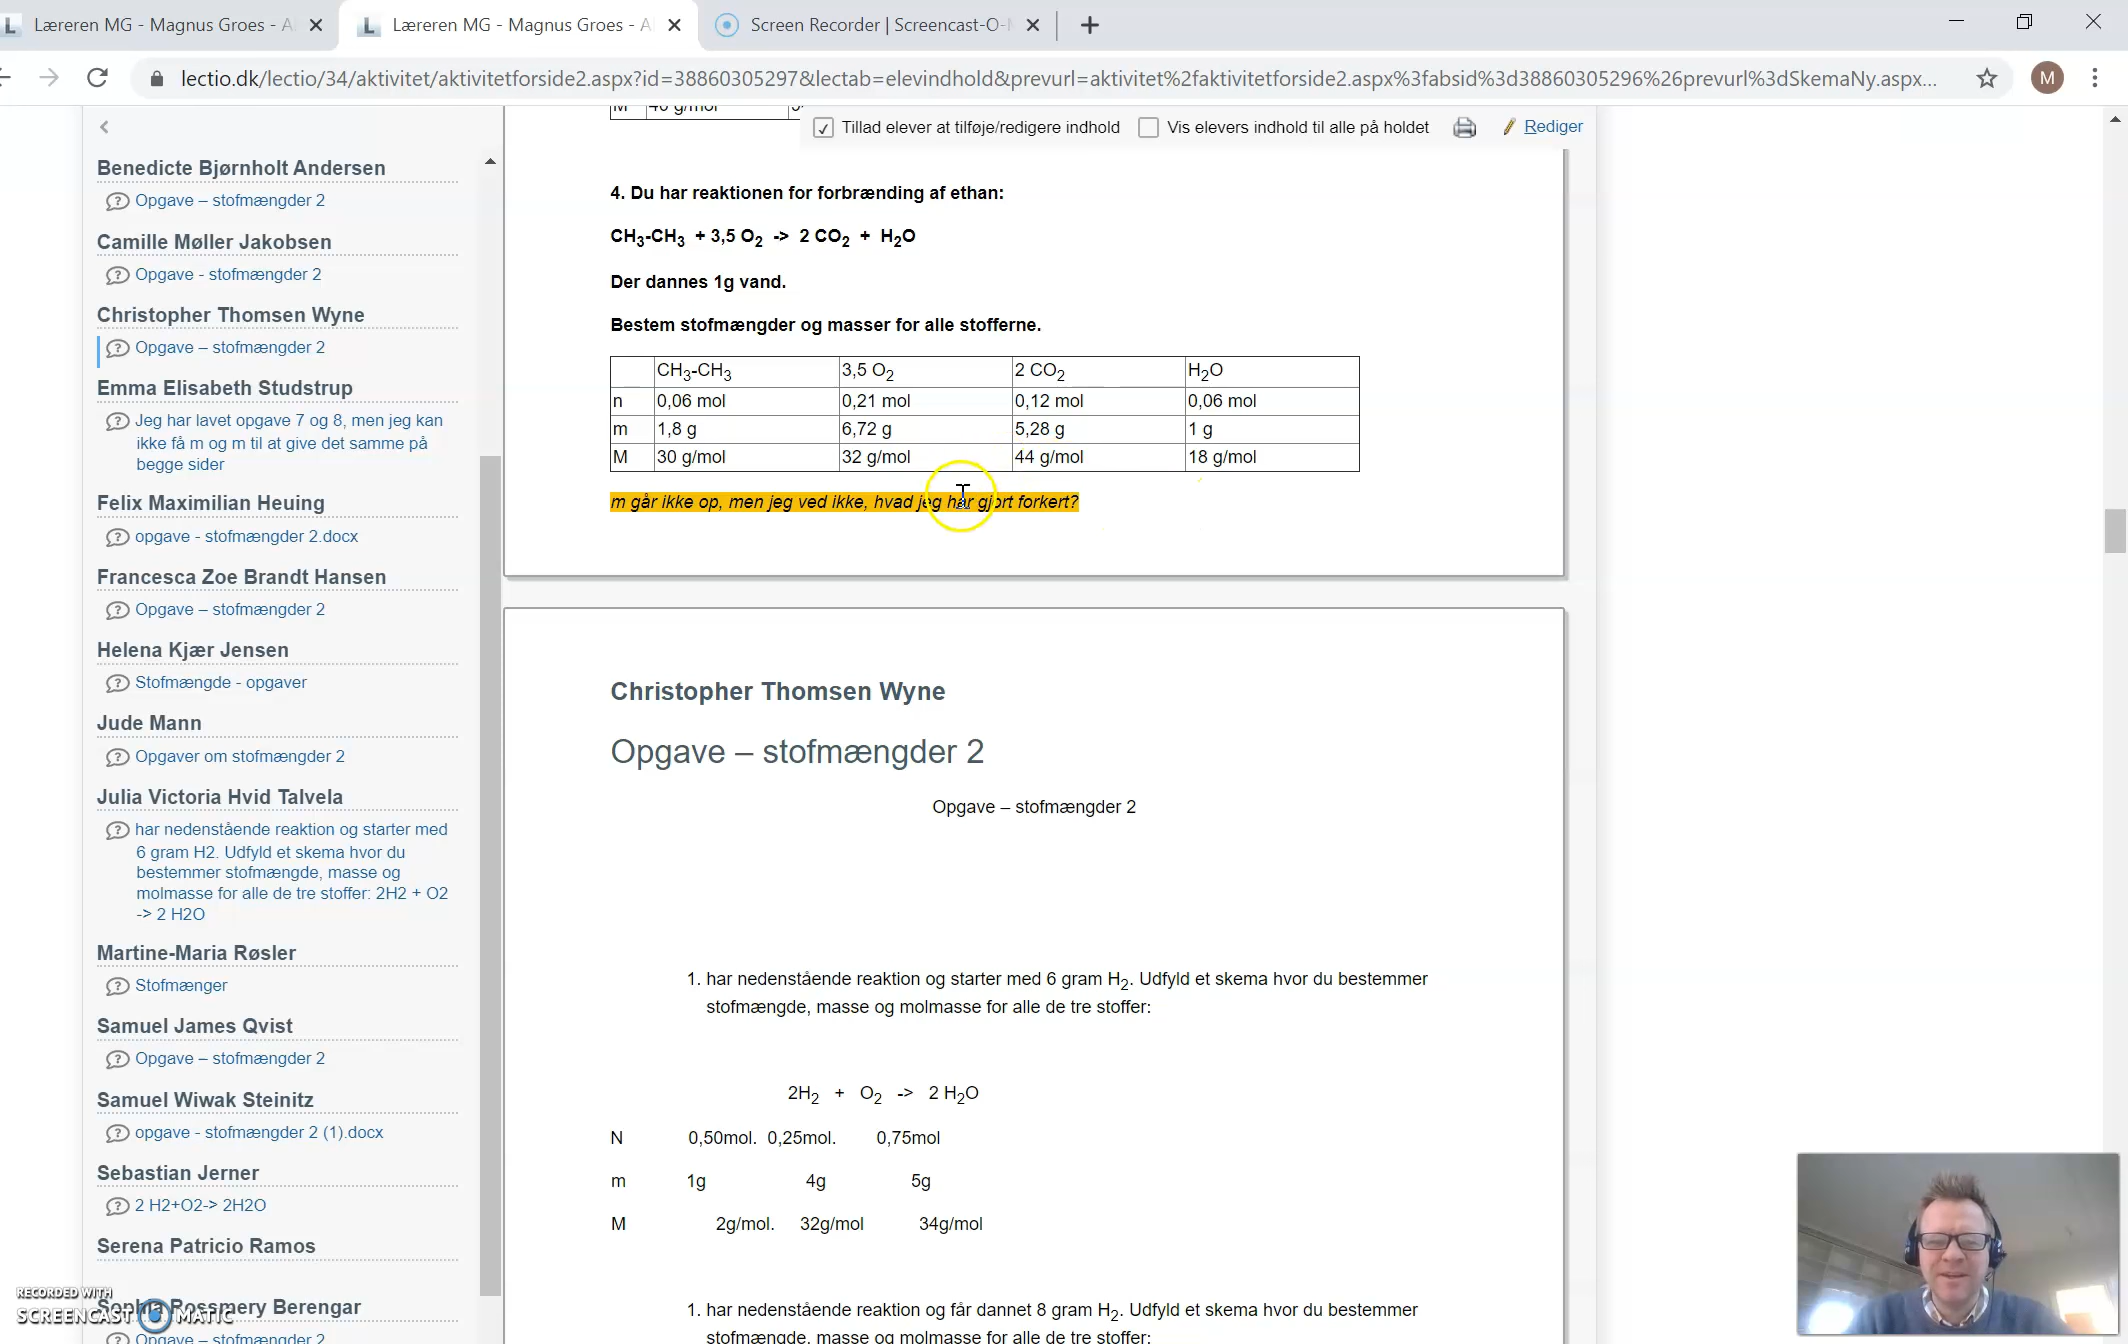 Læreren MG - Magnus Groes - A
Læreren MG - Magnus Groes - A
Screen Recorder | Screencast-O-
lectio.dk/lectio/34/aktivitet/aktivitetforside2.aspx?id=38860305297&lectab=elevindhold&prevurl=aktivitet%2faktivitetforside2.aspx%3fabsid%3d38860305296%26prevurl%3dSkemaNy.aspx...
M
Tillad elever at tilføje/redigere indhold
Vis elevers indhold til alle på holdet
Rediger
Benedicte Bjørnholt Andersen
Opgave – stofmængder 2
Camille Møller Jakobsen
Opgave - stofmængder 2
Christopher Thomsen Wyne
Opgave – stofmængder 2
Emma Elisabeth Studstrup
Jeg har lavet opgave 7 og 8, men jeg kan
ikke få m og m til at give det samme på
begge sider
Felix Maximilian Heuing
opgave - stofmængder 2.docx
Francesca Zoe Brandt Hansen
Opgave – stofmængder 2
Helena Kjær Jensen
Stofmængde - opgaver
Jude Mann
Opgaver om stofmængder 2
Julia Victoria Hvid Talvela
har nedenstående reaktion og starter med
6 gram H2. Udfyld et skema hvor du
bestemmer stofmængde, masse og
molmasse for alle de tre stoffer: 2H2 + O2
-> 2 H2O
Martine-Maria Røsler
Stofmænger
Samuel James Qvist
Opgave – stofmængder 2
Samuel Wiwak Steinitz
opgave - stofmængder 2 (1).docx
Sebastian Jerner
2 H2+O2-> 2H2O
Serena Patricio Ramos
Sophia Rossmery Berengar
Opgave – stofmængder 2
RECORDED WITH
SCREENCAST MATIC
M 40 g/mol
4. Du har reaktionen for forbrænding af ethan:
CH3-CH3 + 3,5 O2 -> 2 CO2 + H2O
Der dannes 1g vand.
Bestem stofmængder og masser for alle stofferne.
CH3-CH3 3,5 O2 2 CO2 H2O
n 0,06 mol 0,21 mol 0,12 mol 0,06 mol
m 1,8 g 6,72 g 5,28 g 1 g
M 30 g/mol 32 g/mol 44 g/mol 18 g/mol
m går ikke op, men jeg ved ikke, hvad jeg har gjort forkert?
Christopher Thomsen Wyne
Opgave – stofmængder 2
Opgave – stofmængder 2
1. har nedenstående reaktion og starter med 6 gram H2. Udfyld et skema hvor du bestemmer
stofmængde, masse og molmasse for alle de tre stoffer:
2H2 + O2 -> 2 H2O
N 0,50mol. 0,25mol. 0,75mol
m 1g 4g 5g
M 2g/mol. 32g/mol 34g/mol
1. har nedenstående reaktion og får dannet 8 gram H2. Udfyld et skema hvor du bestemmer
stofmængde, masse og molmasse for alle de tre stoffer: